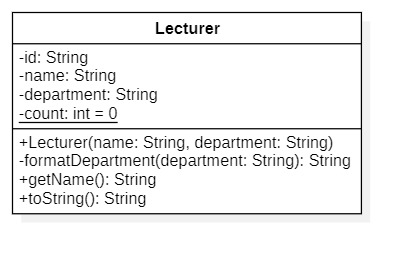 Lecturer
-id: String
-name: String
-department: String
-count: int = 0
+Lecturer(name: String, department: String)
-formatDepartment(department: String): String
+getName(): String
+toString(): String